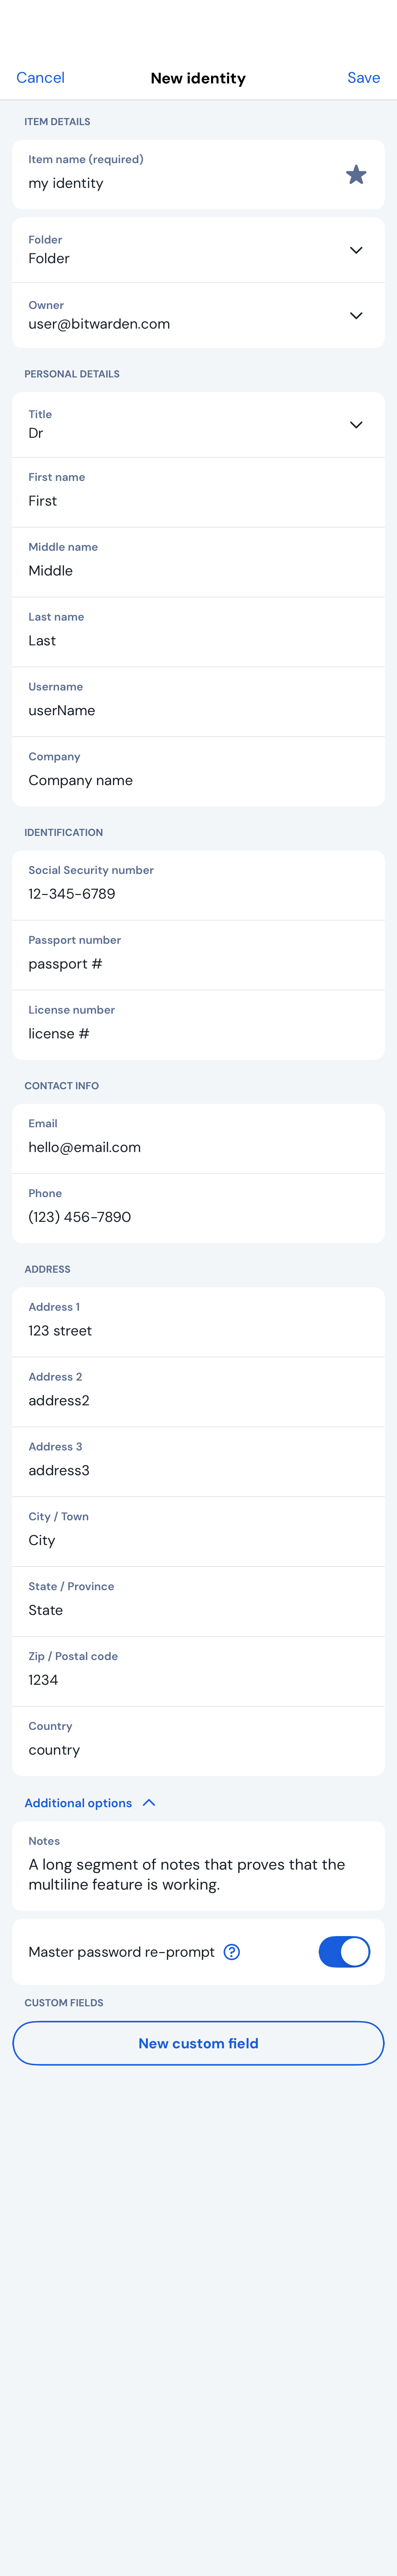 Cancel
New identity
Save
ITEM DETAILS
Item name (required)
my identity
Folder
Folder
Owner
user@bitwarden.com
PERSONAL DETAILS
Title
Dr
First name
First
Middle name
Middle
Last name
Last
Username
userName
Company
Company name
IDENTIFICATION
Social Security number
12-345-6789
Passport number
passport #
License number
license #
CONTACT INFO
Email
hello@email.com
Phone
(123) 456-7890
ADDRESS
Address 1
123 street
Address 2
address2
Address 3
address3
City / Town
City
State / Province
State
Zip / Postal code
1234
Country
country
Additional options
Notes
A long segment of notes that proves that the
multiline feature is working.
Master password re-prompt
CUSTOM FIELDS
New custom field